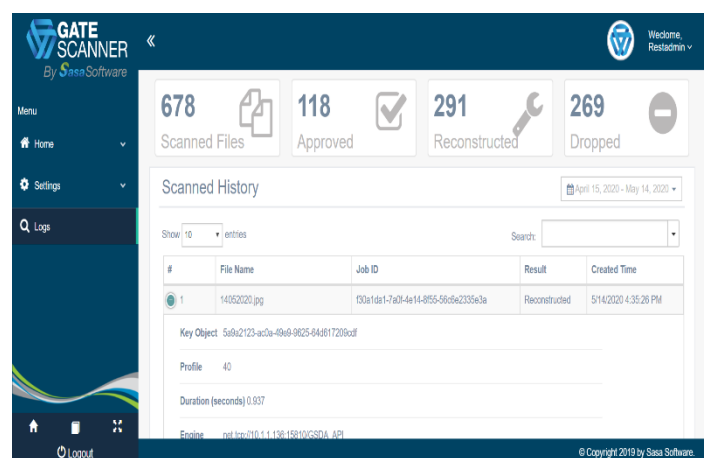 GATE
SCANNER
By SasaSoftware
«
Weclome,
Restadmin
Menu
Home
Settings
Logs
Logout
678
Scanned Files
118
Approved
291
Reconstructed
269
Dropped
Scanned History
April 15, 2020 - May 14, 2020
Show 10 entries
Search:
# File Name Job ID Result Created Time
1 14052020.jpg f30a1da1-7a0f-4e14-8f55-56c6e2335e3a Reconstructed 5/14/2020 4:35:26 PM
Key Object 5a9a2123-ac0a-49a9-9625-64d617209cdf
Profile 40
Duration (seconds) 0.937
Engine net.tcp://10.1.1.136:15810/GSDA_API
© Copyright 2019 by Sasa Software.